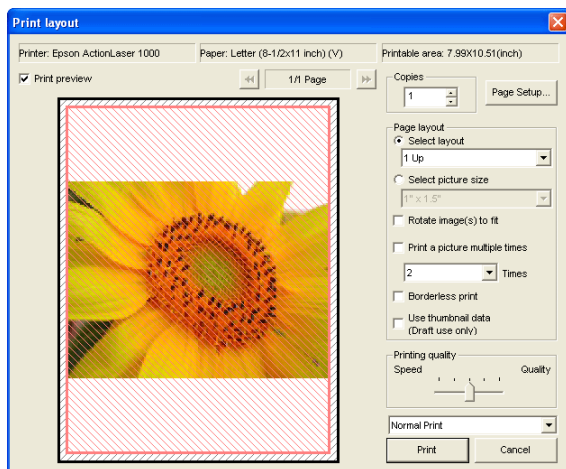 Print layout
Printer: Epson ActionLaser 1000
Paper: Letter (8-1/2x11 inch) (V)
Printable area: 7.99X10.51(inch)
Print preview
1/1 Page
Copies
1
Page Setup...
Page layout
Select layout
1 Up
Select picture size
1" x 1.5"
Rotate image(s) to fit
Print a picture multiple times
2
Times
Borderless print
Use thumbnail data
(Draft use only)
Printing quality
Speed
Quality
Normal Print
Print
Cancel